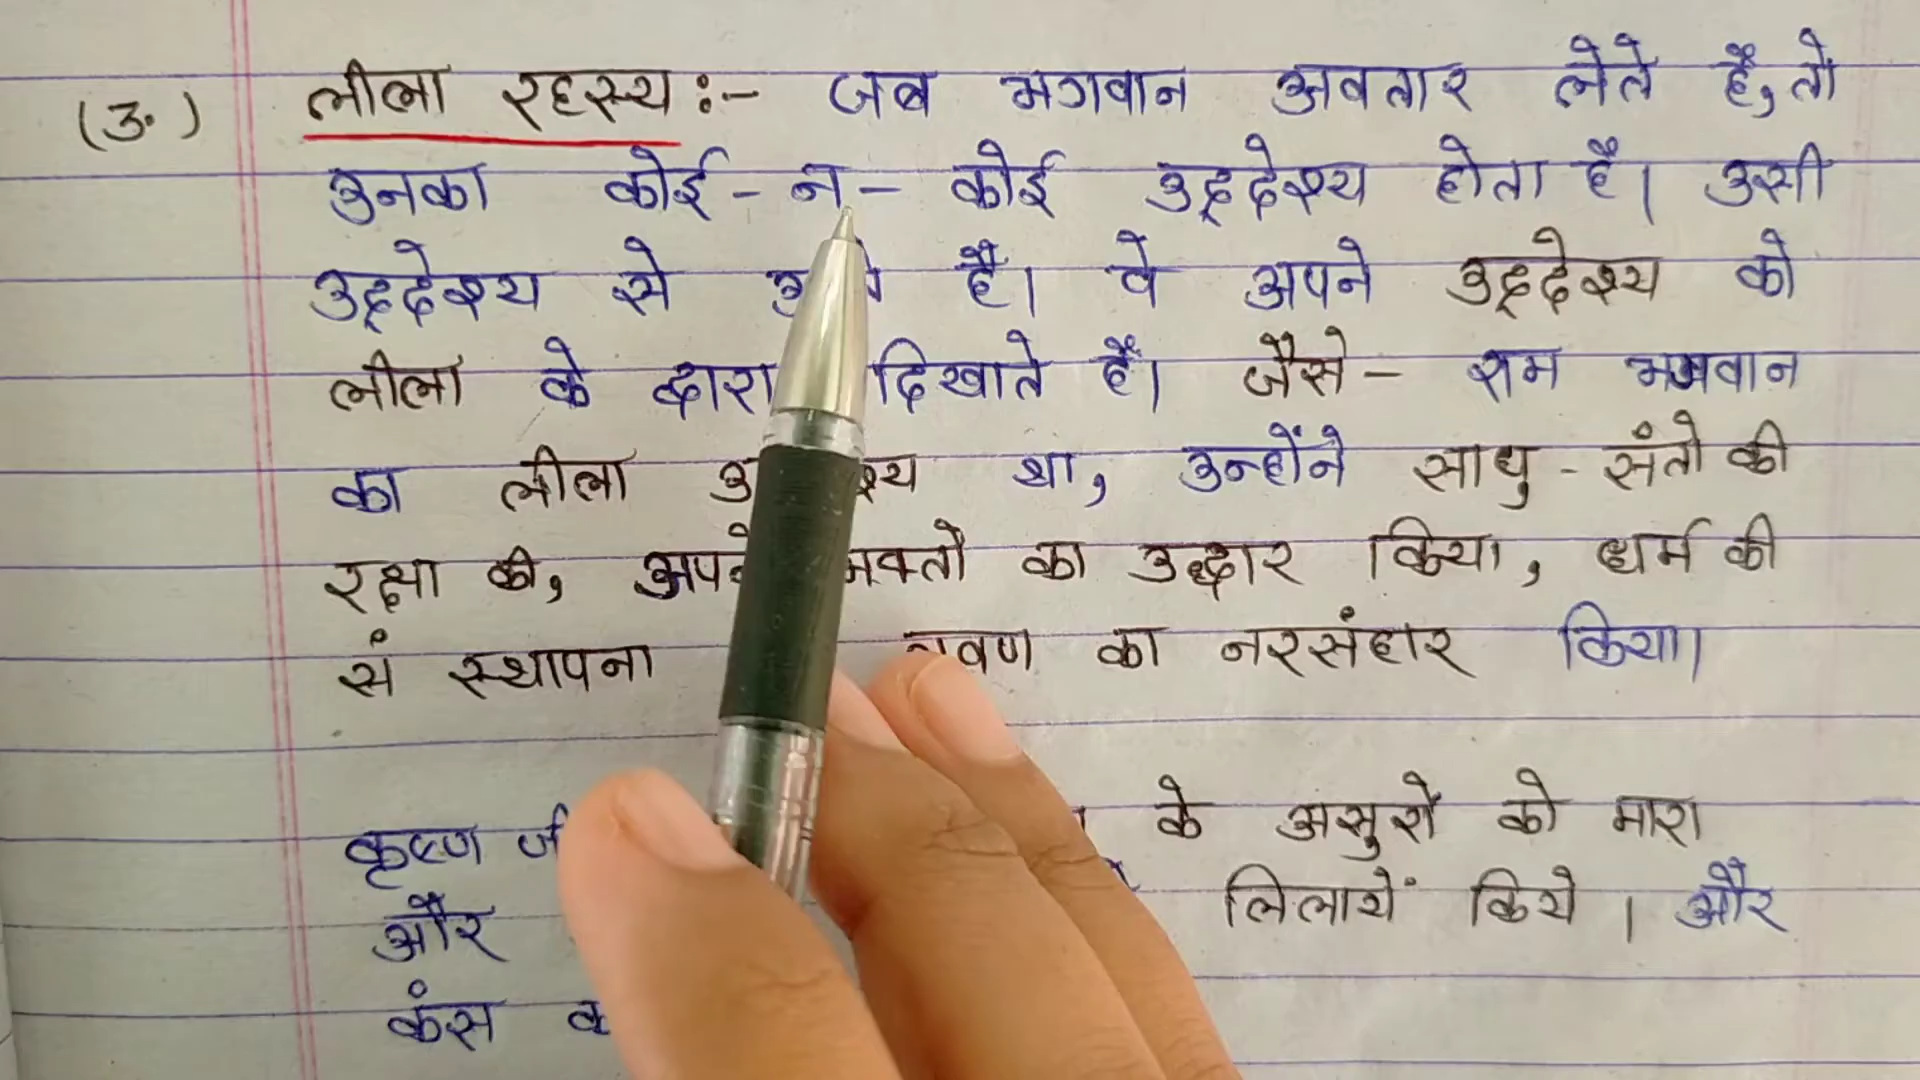 (3.) लीला रहस्य :- जब भगवान अवतार लेते है, तो
उनका कोई - न - कोई उद्देश्य होता है। उसी
उद्देश्य से है। वे अपने उद्देश्य को
लीला के द्वारा दिखाते हैं। जैसे - राम भगवान
का लीला था, उन्होंने साधु - संतो की
रक्षा की, का उद्धार किया, धर्म की
सं स्थापना का नरसंहार किया।
कृष्ण के असुरों को मारा
और लिलायें किये । और
कंस